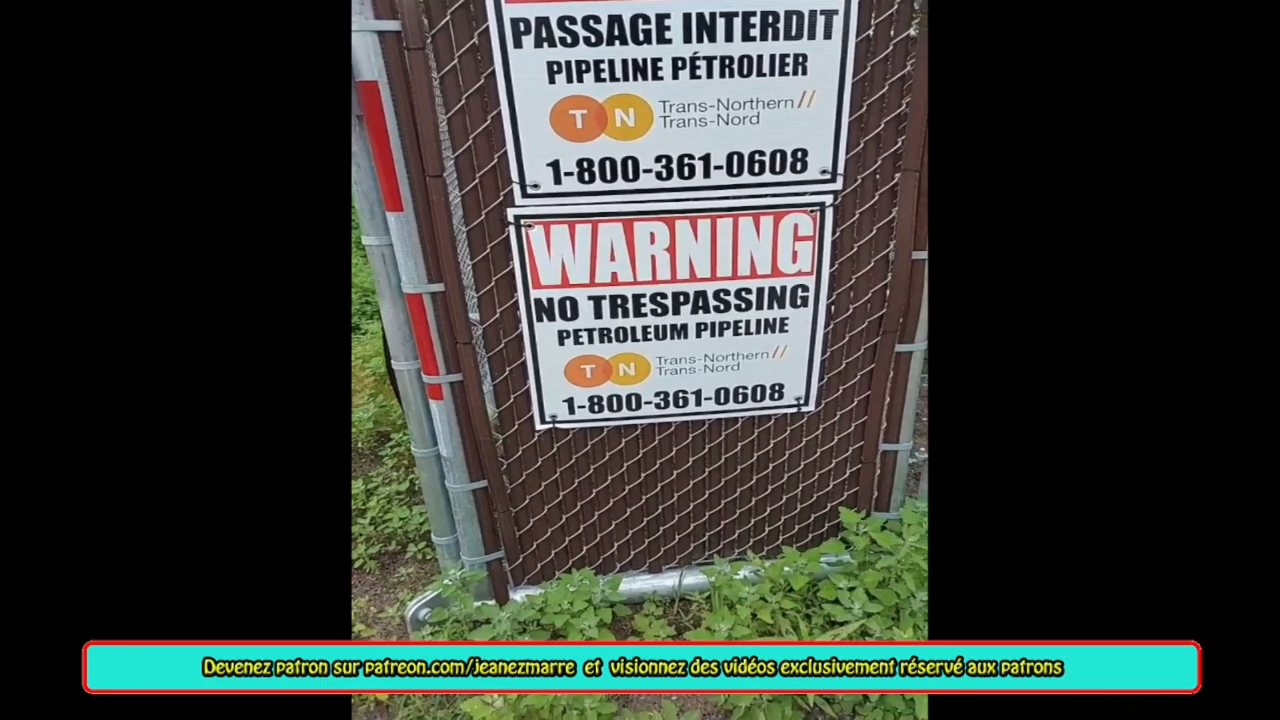 PASSAGE INTERDIT
PIPELINE PÉTROLIER
TN Trans-Northern//
Trans-Nord
1-800-361-0608
WARNING
NO TRESPASSING
PETROLEUM PIPELINE
TN Trans-Northern//
Trans-Nord
1-800-361-0608
Devenez patron sur patreon.com/jeanezmarre et visionnez des vidéos exclusivement réservé aux patrons